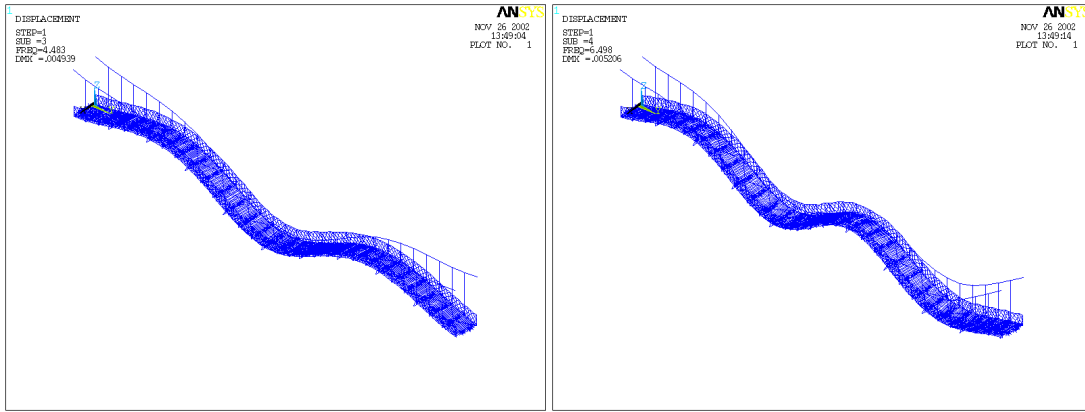 1
ANSYS
DISPLACEMENT
STEP=1
SUB =3
FREQ=4.483
DMX =.004939
NOV 26 2002
13:49:04
PLOT NO. 1
1
ANSYS
DISPLACEMENT
STEP=1
SUB =4
FREQ=6.498
DMX =.005206
NOV 26 2002
13:49:14
PLOT NO. 1